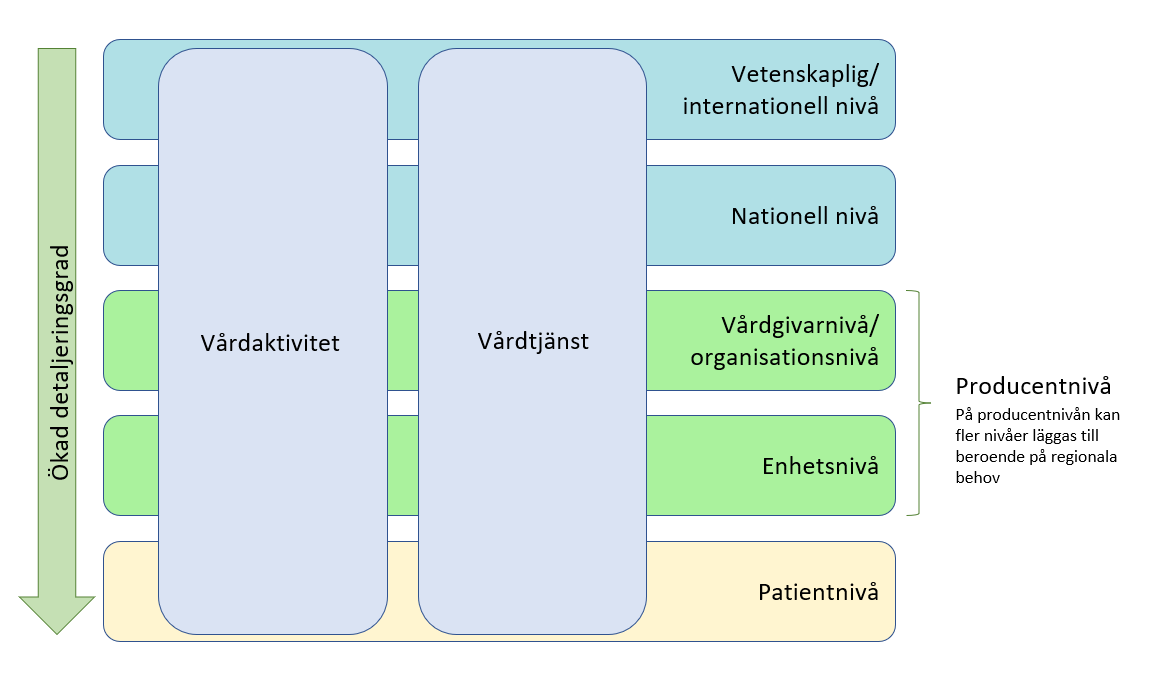 Ökad detaljeringsgrad
Vetenskaplig/
internationell nivå
Nationell nivå
Vårdaktivitet
Vårdtjänst
Vårdgivarnivå/
organisationsnivå
Enhetsnivå
Patientnivå
Producentnivå
På producentnivån kan
fler nivåer läggas till
beroende på regionala
behov